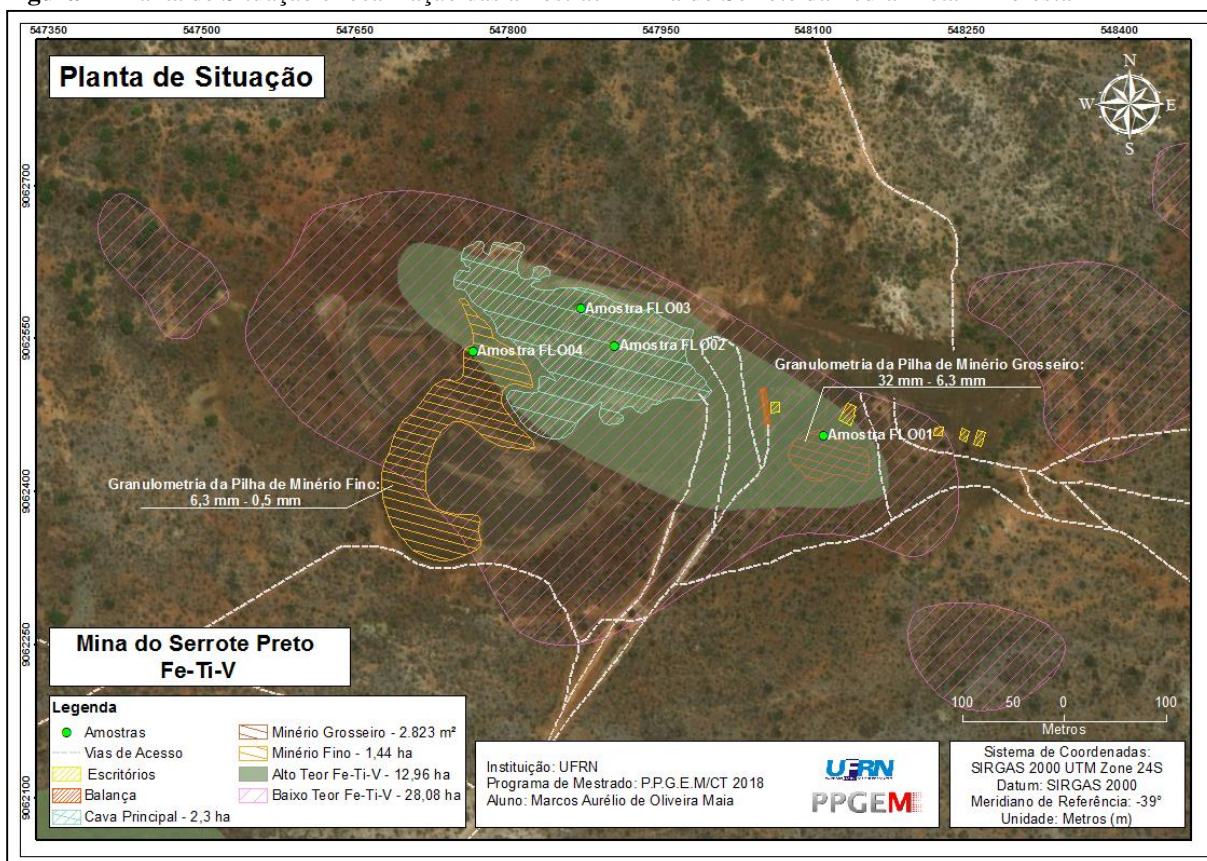 547350 547500 547650 547800 547950 548100 548250 548400
Planta de Situação
N
W E
S
9062700
9062550
9062400
9062250
9062100
Amostra FLO03
Amostra FLO02
Amostra FLO04
Granulometria da Pilha de Minério Grosseiro:
32 mm - 6.3 mm
Amostra FLO01
Granulometria da Pilha de Minério Fino:
6,3 mm - 0,5 mm
Mina do Serrote Preto
Fe-Ti-V
100 50 0 100
Metros
Legenda
Amostras
Vias de Acesso
Escritórios
Balança
Cava Principal - 2,3 ha
Minério Grosseiro - 2.823 m²
Minério Fino - 1,44 ha
Alto Teor Fe-Ti-V - 12,96 ha
Baixo Teor Fe-Ti-V - 28,08 ha
Instituição: UFRN
Programa de Mestrado: P.P.G.E.M/CT 2018
Aluno: Marcos Aurélio de Oliveira Maia
UFRN
PPGEM
Sistema de Coordenadas:
SIRGAS 2000 UTM Zone 24S
Datum: SIRGAS 2000
Meridiano de Referência: -39°
Unidade: Metros (m)